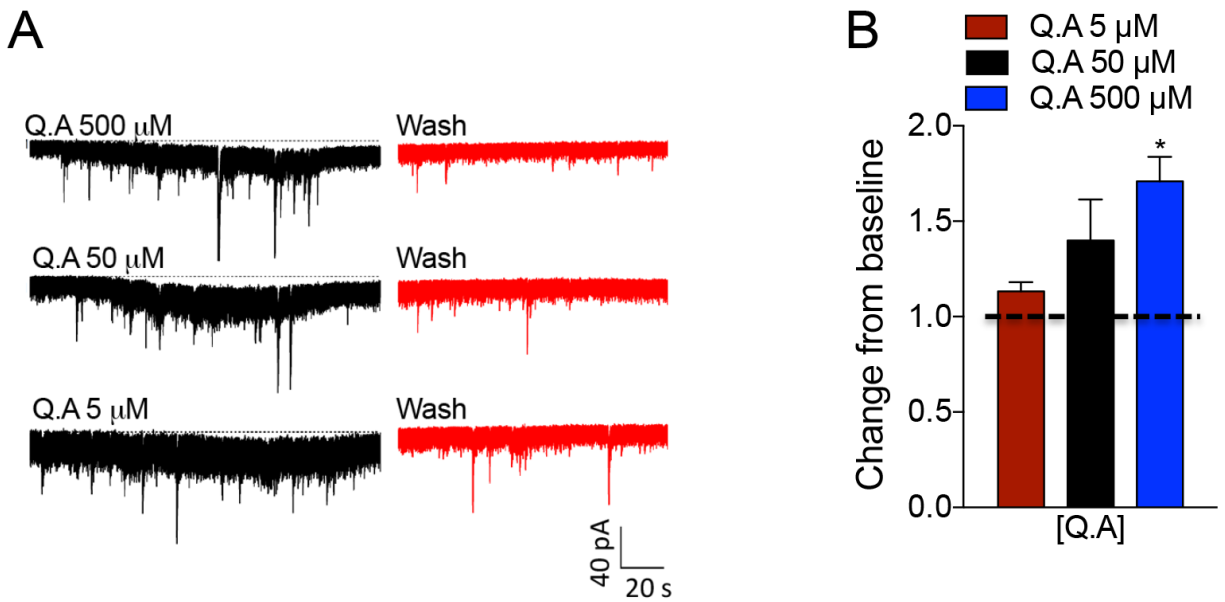 A
Q.A 500 μM
Wash
Q.A 50 μM
Wash
Q.A 5 μM
Wash
40 pA
20 s
B
Q.A 5 μM
Q.A 50 μM
Q.A 500 μM
Change from baseline
2.0
1.5
1.0
0.5
0.0
*
[Q.A]